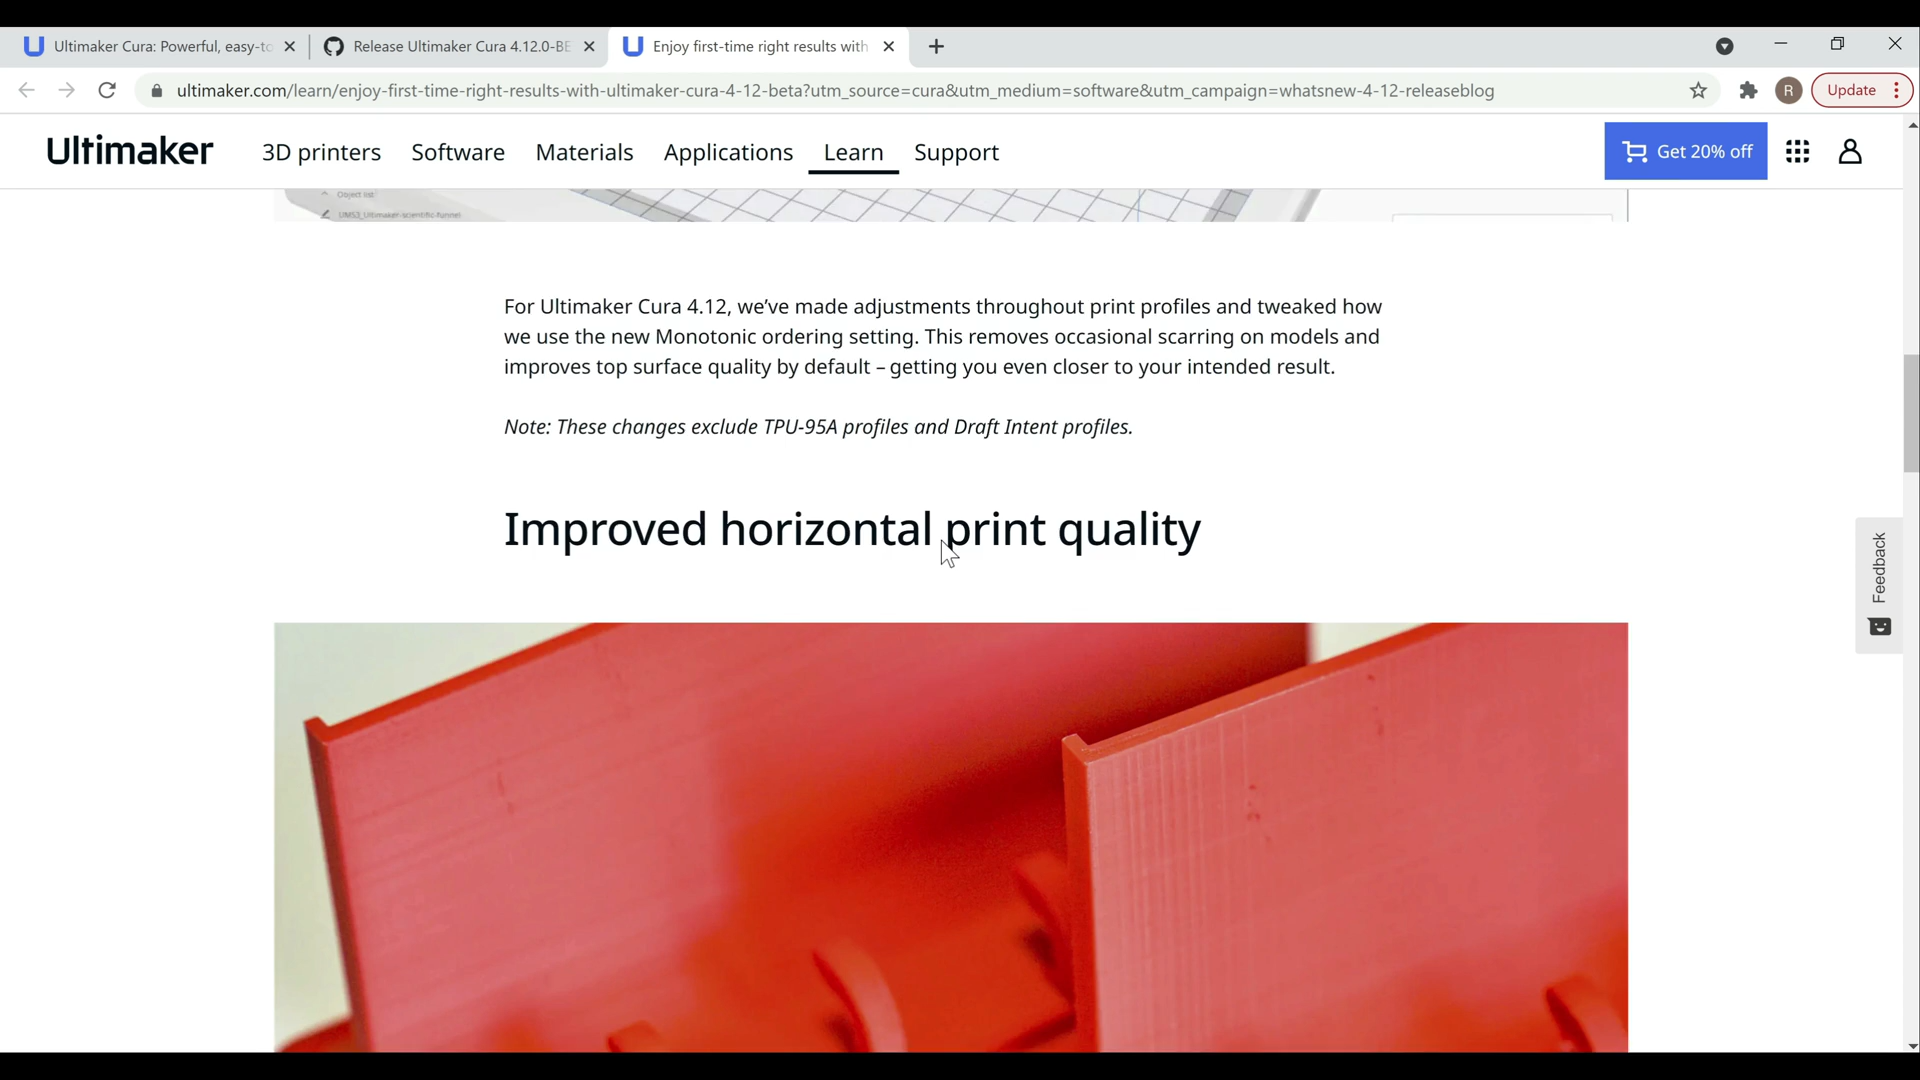 Ultimaker Cura: Powerful, easy-to
Release Ultimaker Cura 4.12.0-BE
Enjoy first-time right results with
ultimaker.com/learn/enjoy-first-time-right-results-with-ultimaker-cura-4-12-beta?utm_source=cura&utm_medium=software&utm_campaign=whatsnew-4-12-releaseblog
R
Update
Ultimaker
3D printers
Software
Materials
Applications
Learn
Support
Get 20% off
Object list
UMS3_Ultimaker-scientific-funnel
For Ultimaker Cura 4.12, we’ve made adjustments throughout print profiles and tweaked how
we use the new Monotonic ordering setting. This removes occasional scarring on models and
improves top surface quality by default – getting you even closer to your intended result.
Note: These changes exclude TPU-95A profiles and Draft Intent profiles.
Improved horizontal print quality
Feedback